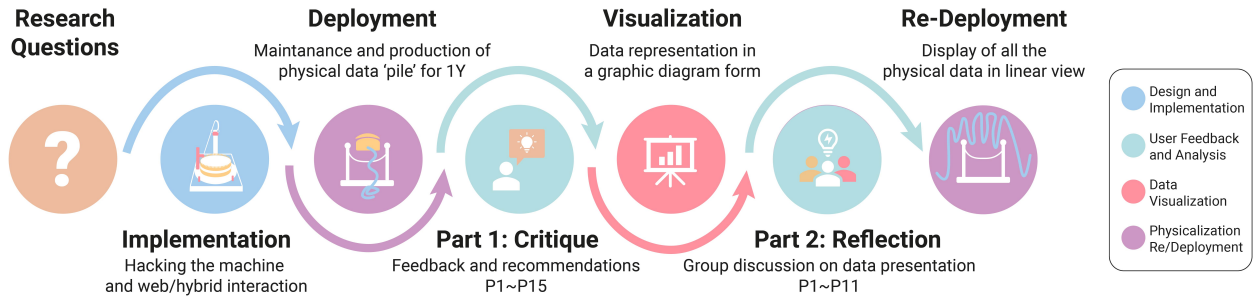 Research
Questions
Implementation
Hacking the machine
and web/hybrid interaction
Deployment
Maintanance and production of
physical data ‘pile’ for 1Y
Part 1: Critique
Feedback and recommendations
P1~P15
Visualization
Data representation in
a graphic diagram form
Part 2: Reflection
Group discussion on data presentation
P1~P11
Re-Deployment
Display of all the
physical data in linear view
Design and
Implementation
User Feedback
and Analysis
Data
Visualization
Physicalization
Re/Deployment
?